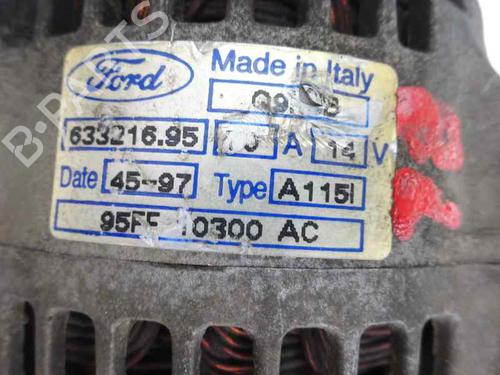 Ford
Made in Italy
633216.95 A 14 V
Date 45-97 Type A115I
95FF 10300 AC
B-PARTS